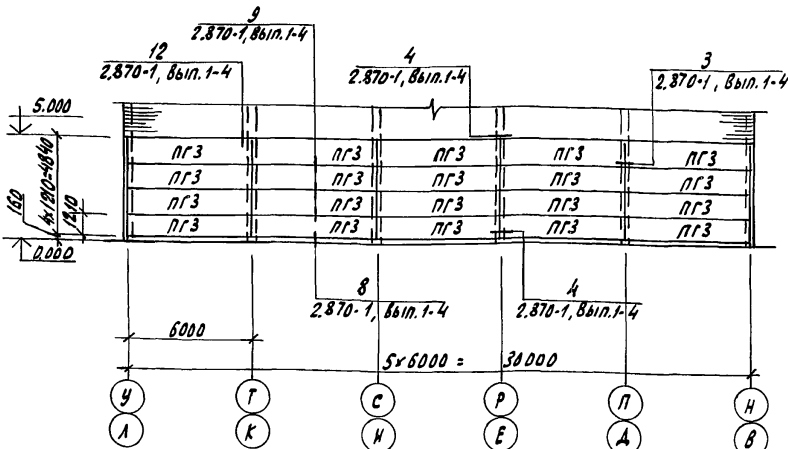 9
2.870-1, вып.1-4
12
2.870-1, вып.1-4
4
2.870-1, вып.1-4
3
2.870-1, вып.1-4
5.000
4x1210=4840
1210
160
0.000
ПГ3 ПГ3 ПГ3 ПГ3 ПГ3
ПГ3 ПГ3 ПГ3 ПГ3 ПГ3
ПГ3 ПГ3 ПГ3 ПГ3 ПГ3
ПГ3 ПГ3 ПГ3 ПГ3 ПГ3
8
2.870-1, вып.1-4
4
2.870-1, вып.1-4
6000
5x6000 = 30000
У Т С Р П Н
Л К И Е Д В